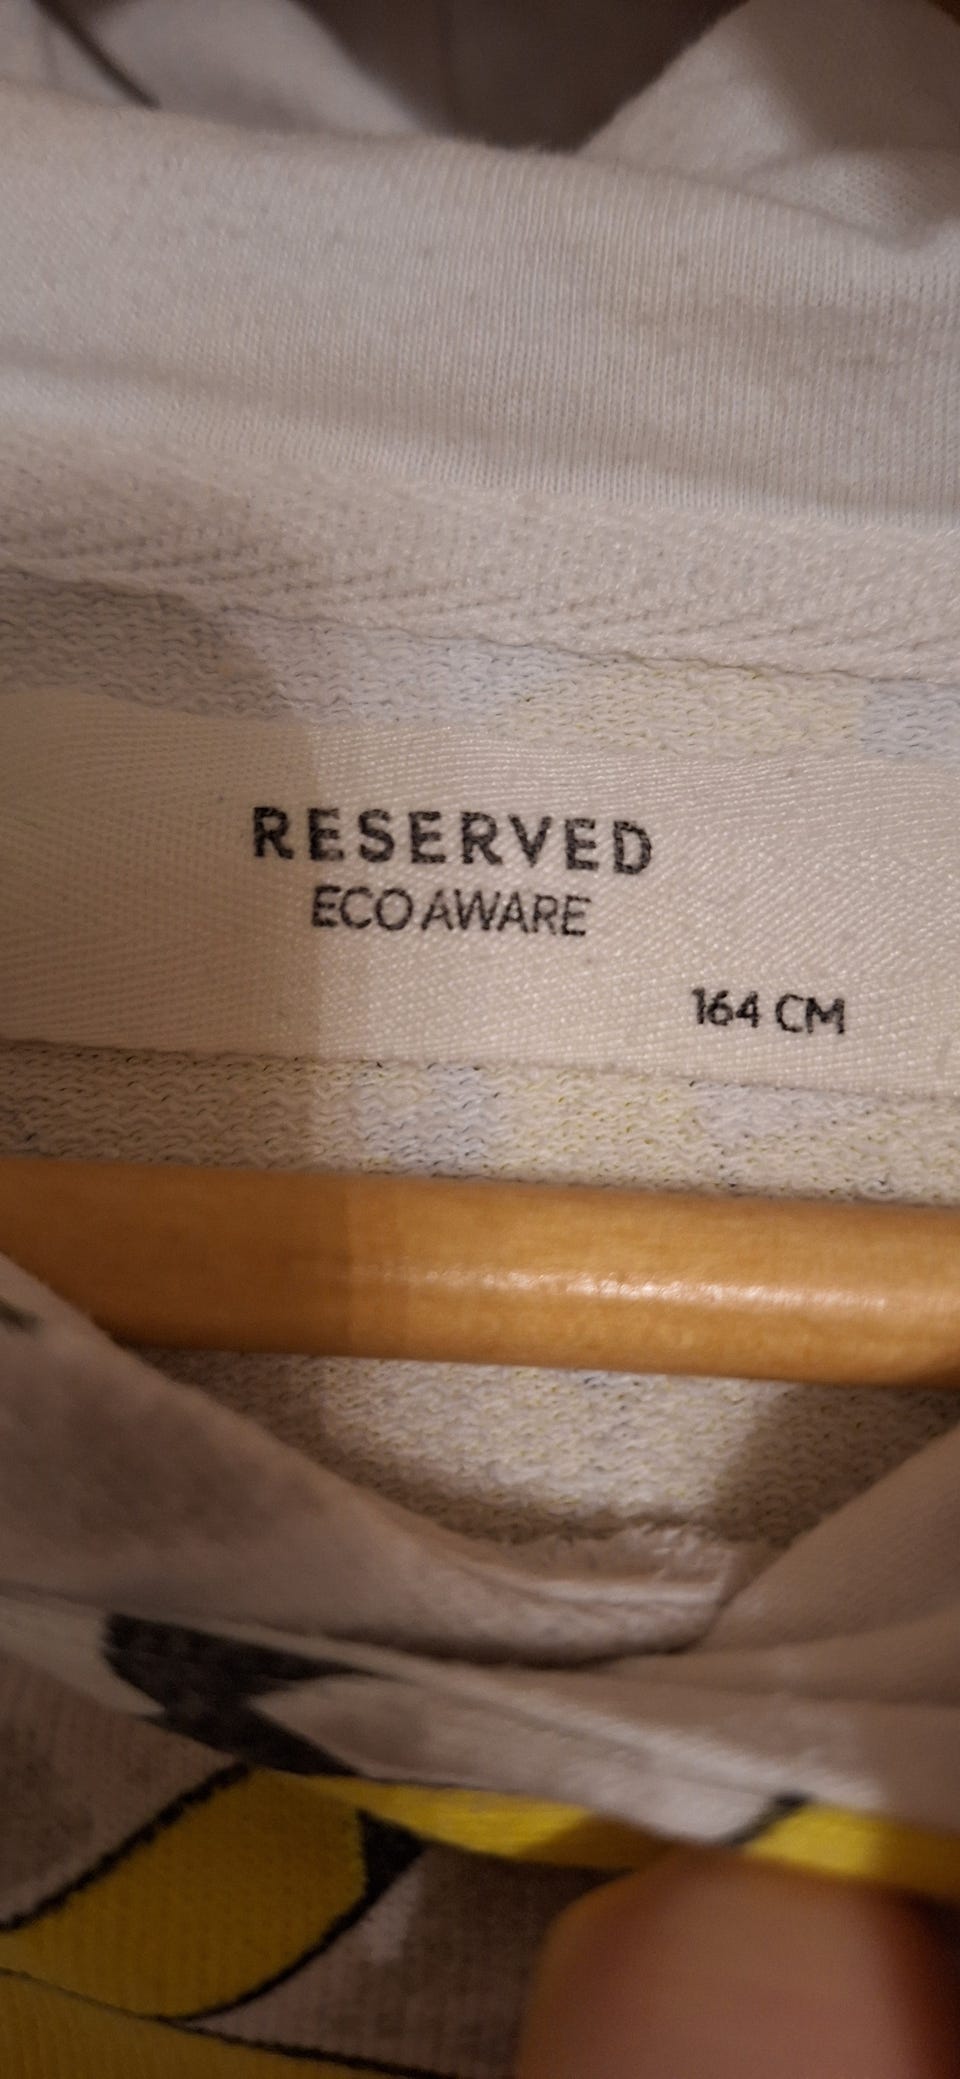 RESERVED
ECO AWARE
164 CM